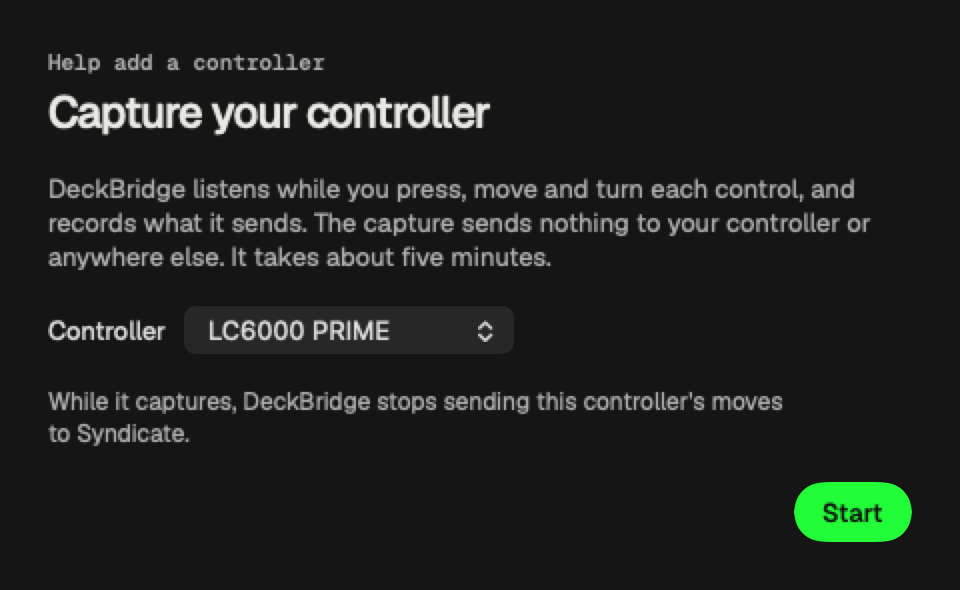 Help add a controller
Capture your controller
DeckBridge listens while you press, move and turn each control, and
records what it sends. The capture sends nothing to your controller or
anywhere else. It takes about five minutes.
Controller LC6000 PRIME
While it captures, DeckBridge stops sending this controller's moves
to Syndicate.
Start